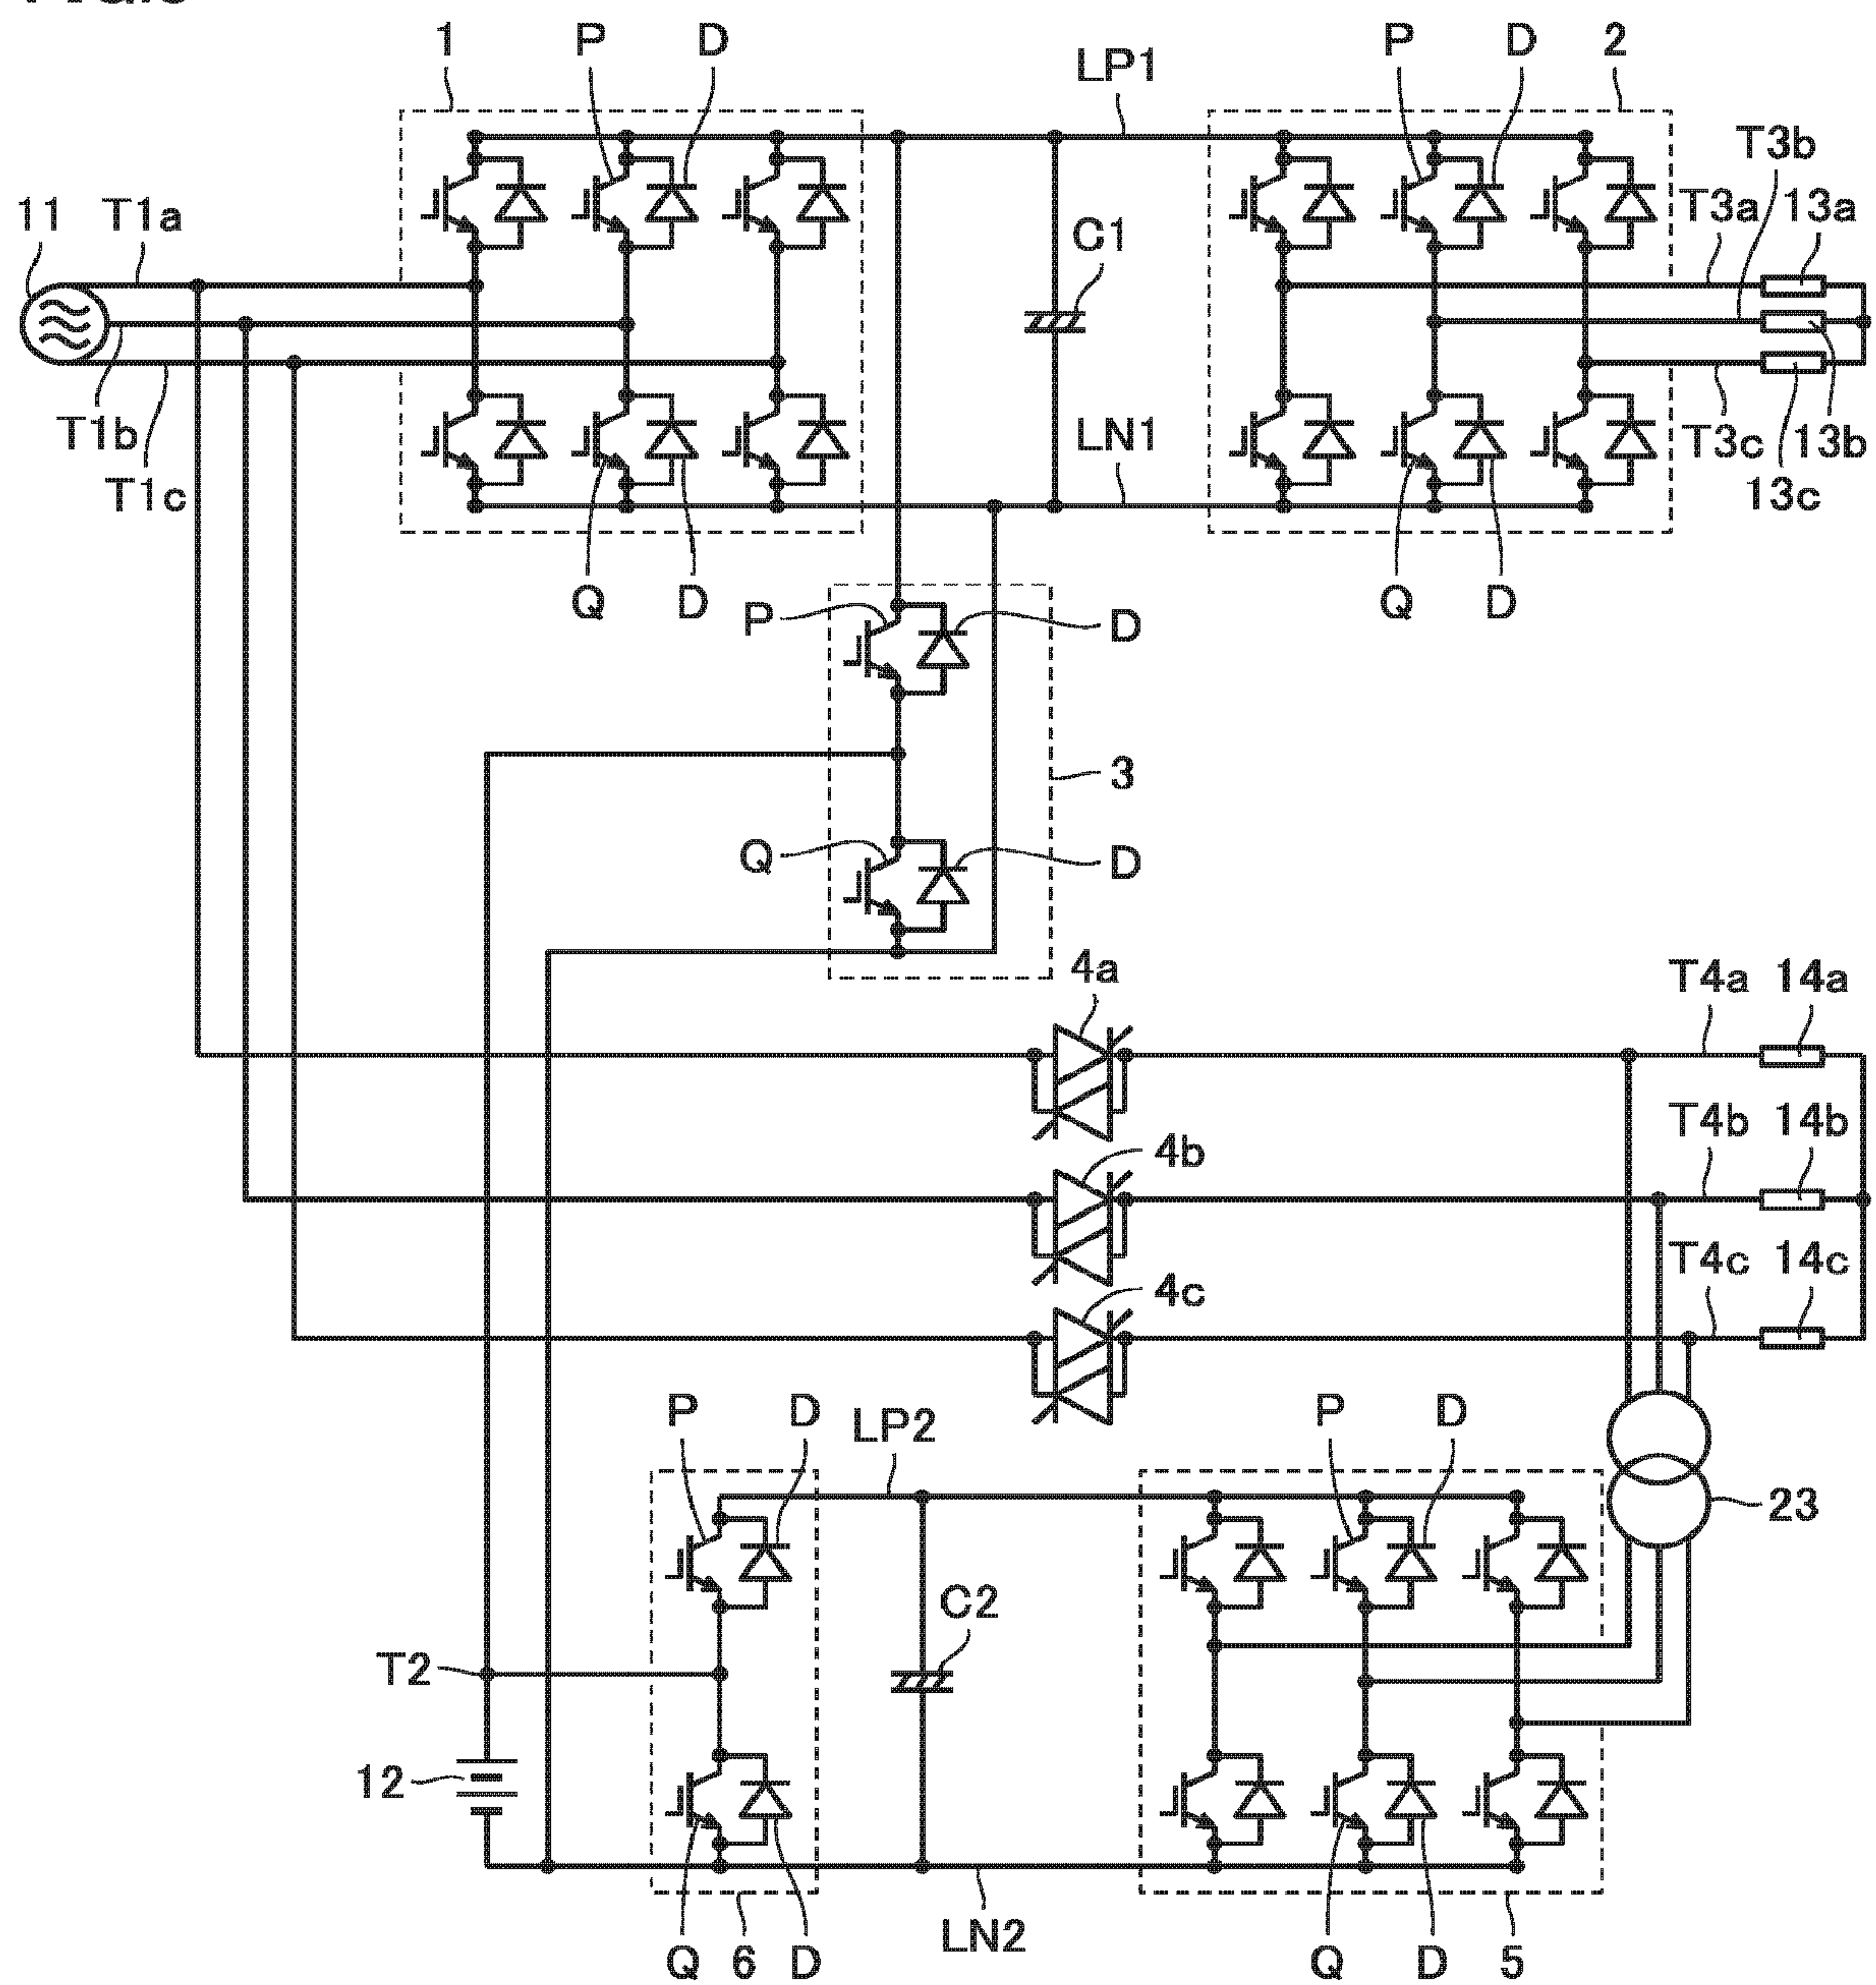 1 P D LP1 P D 2
T3b
11 T1a T3a 13a
C1
T1b LN1 T3c 13b
T1c 13c
Q D Q D
P D
3
Q D
4a T4a 14a
4b T4b 14b
4c T4c 14c
P D LP2 P D
23
C2
T2
12
LN2
Q 6 D Q D 5